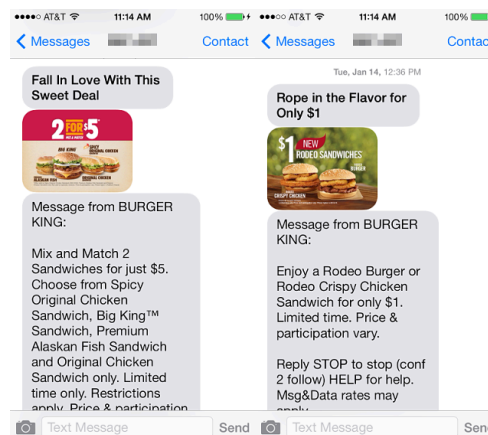 AT&T 11:14 AM 100%
Messages Contact
Fall In Love With This
Sweet Deal
2 FOR $5
MIX & MATCH
BIG KING
SPICY
ORIGINAL CHICKEN
ORIGINAL CHICKEN
Message from BURGER
KING:
Mix and Match 2
Sandwiches for just $5.
Choose from Spicy
Original Chicken
Sandwich, Big King™
Sandwich, Premium
Alaskan Fish Sandwich
and Original Chicken
Sandwich only. Limited
time only. Restrictions
apply. Price & participation
Text Message Send
AT&T 11:14 AM 100%
Messages Contac
Tue, Jan 14, 12:36 PM
Rope in the Flavor for
Only $1
$1 NEW
RODEO SANDWICHES
BURGER
CRISPY CHICKEN
Message from BURGER
KING:
Enjoy a Rodeo Burger or
Rodeo Crispy Chicken
Sandwich for only $1.
Limited time. Price &
participation vary.
Reply STOP to stop (conf
2 follow) HELP for help.
Msg&Data rates may
apply.
Text Message Send